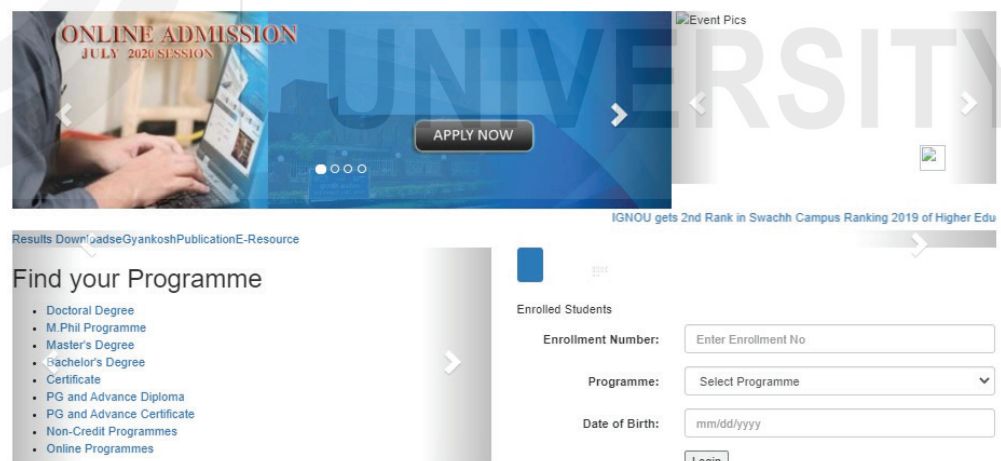 ONLINE ADMISSION
JULY 2020 SESSION
APPLY NOW
Event Pics
UNIVERSITY
IGNOU gets 2nd Rank in Swachh Campus Ranking 2019 of Higher Edu
Results DownloadseGyankoshPublicationE-Resource
Find your Programme
Doctoral Degree
M.Phil Programme
Master's Degree
Bachelor's Degree
Certificate
PG and Advance Diploma
PG and Advance Certificate
Non-Credit Programmes
Online Programmes
Enrolled Students
Enrollment Number: Enter Enrollment No
Programme: Select Programme
Date of Birth: mm/dd/yyyy
Login